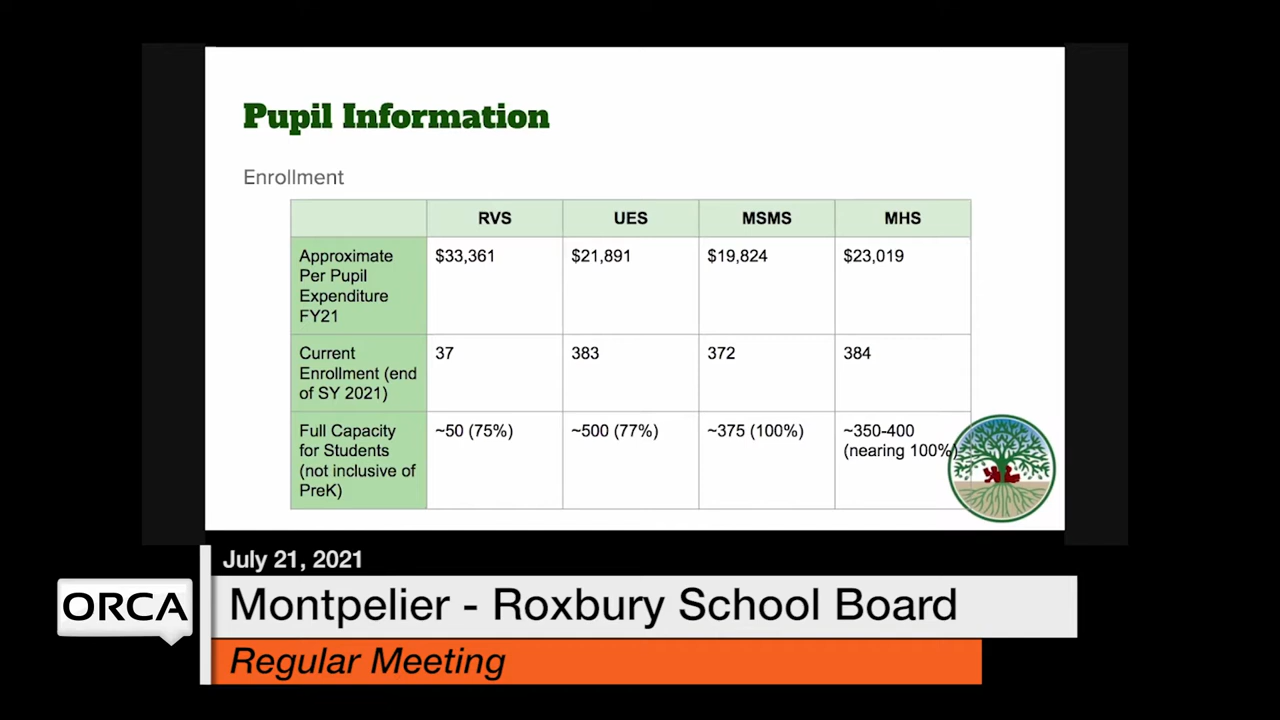 Pupil Information
Enrollment
RVS UES MSMS MHS
Approximate $33,361 $21,891 $19,824 $23,019
Per Pupil
Expenditure
FY21
Current 37 383 372 384
Enrollment (end
of SY 2021)
Full Capacity ~50 (75%) ~500 (77%) ~375 (100%) ~350-400
for Students (nearing 100%)
(not inclusive of
PreK)
July 21, 2021
ORCA
Montpelier - Roxbury School Board
Regular Meeting